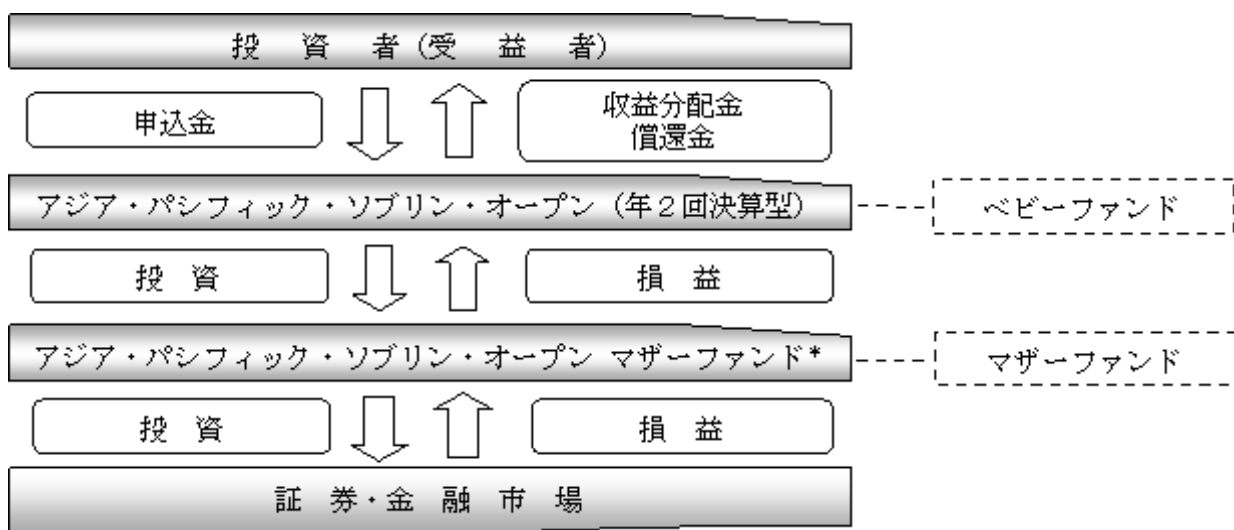 投資者(受益者)
申込金
収益分配金
償還金
アジア・パシフィック・ソブリン・オープン(年2回決算型)
ベビーファンド
投資
損益
アジア・パシフィック・ソブリン・オープン マザーファンド*
マザーファンド
投資
損益
証券・金融市場